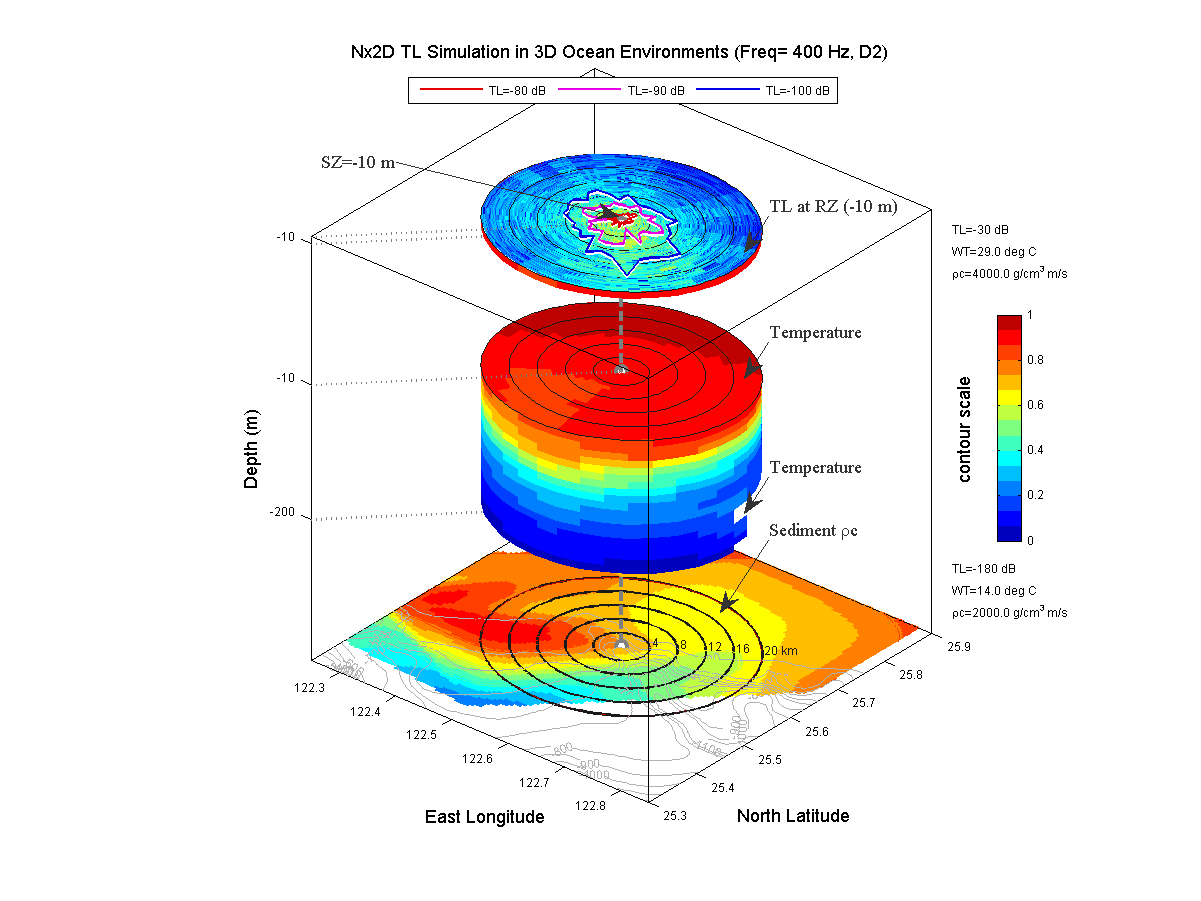 Nx2D TL Simulation in 3D Ocean Environments (Freq= 400 Hz, D2)
TL=-80 dB TL=-90 dB TL=-100 dB
SZ=-10 m
TL at RZ (-10 m)
TL=-30 dB
WT=29.0 deg C
ρc=4000.0 g/cm³ m/s
-10
-10
-200
Depth (m)
Temperature
Temperature
Sediment ρc
1
0.8
0.6
0.4
0.2
0
contour scale
TL=-180 dB
WT=14.0 deg C
ρc=2000.0 g/cm³ m/s
4 8 12 16 20 km
122.3
122.4
122.5
122.6
122.7
122.8
East Longitude
25.9
25.8
25.7
25.6
25.5
25.4
25.3
North Latitude
-800
-900
-1000
-1100
-900